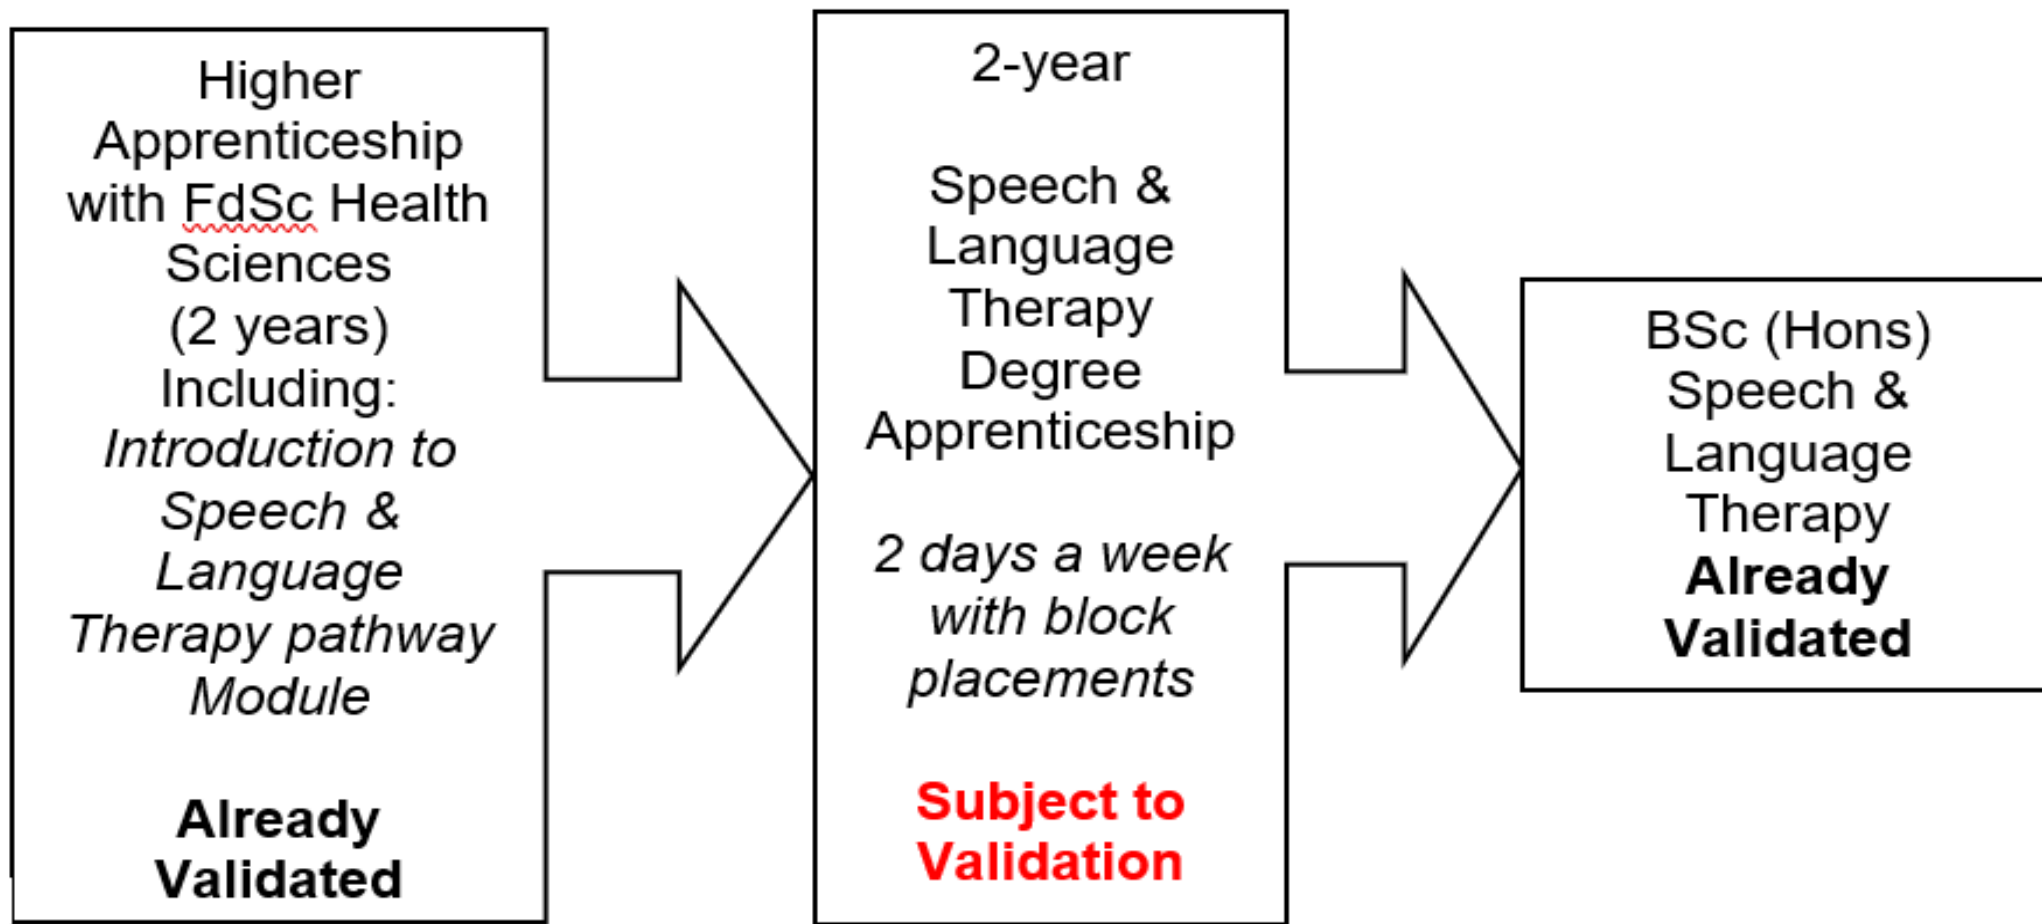 Higher
Apprenticeship
with FdSc Health
Sciences
(2 years)
Including:
Introduction to
Speech &
Language
Therapy pathway
Module
Already
Validated
2-year
Speech &
Language
Therapy
Degree
Apprenticeship
2 days a week
with block
placements
Subject to
Validation
BSc (Hons)
Speech &
Language
Therapy
Already
Validated